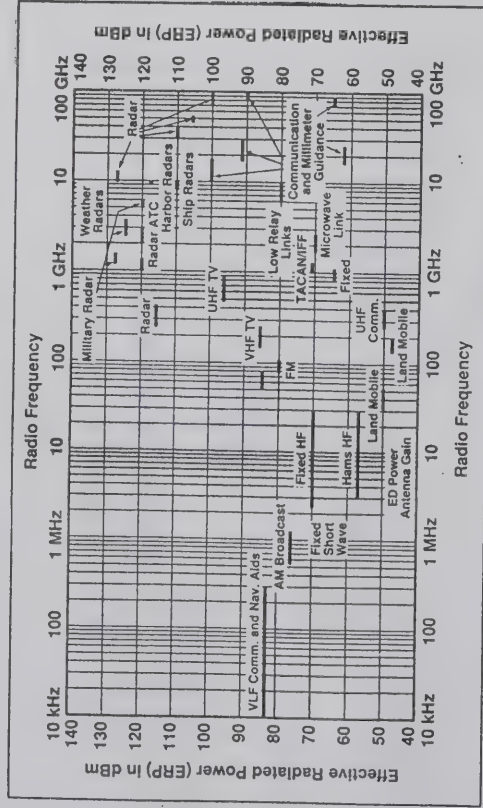 Radio Frequency
10 kHz 100 1 MHz 10 100 1 GHz 10 100 GHz
Effective Radiated Power (ERP) in dBm
140
130
120
110
100
90
80
70
60
50
40
Military Radar
Weather Radars
Radar
Radar
Radar ATC
Harbor Radars
Ship Radars
UHF TV
VHF TV
VLF Comm. and Nav. Aids
AM Broadcast
FM
Low Relay Links
TACAN/IFF
Communication and Millimeter Guidance
Fixed HF
Fixed Short Wave
Microwave Link
Fixed
Hams HF
UHF Comm.
Land Mobile
Land Mobile
ED Power Antenna Gain
140
130
120
110
100
90
80
70
60
50
40
Effective Radiated Power (ERP) in dBm
10 kHz 100 1 MHz 10 100 1 GHz 10 100 GHz
Radio Frequency